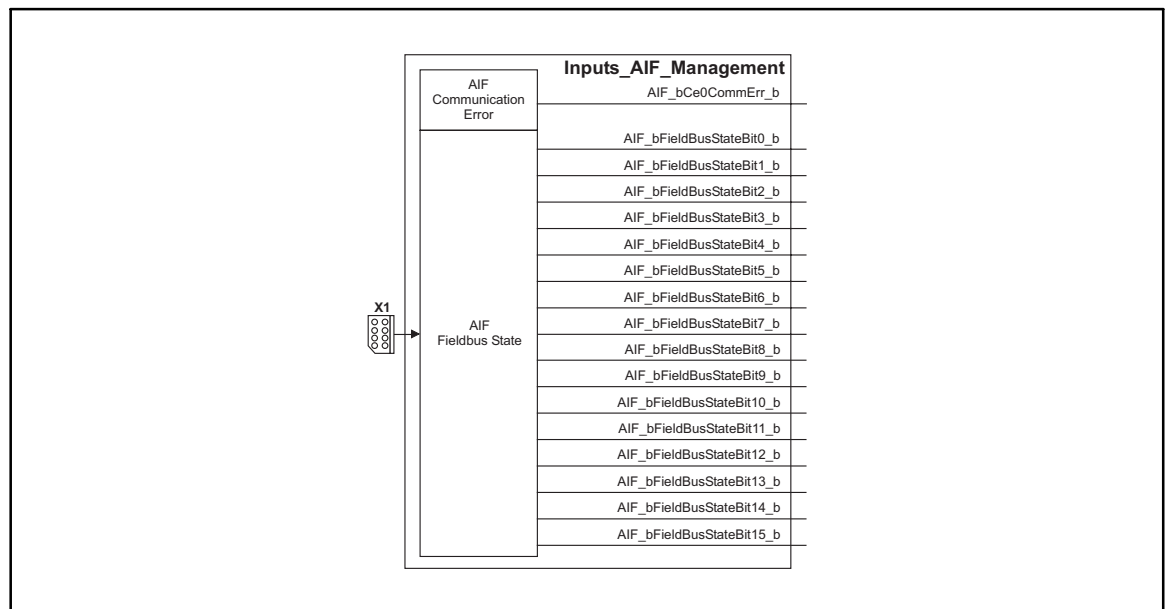 Inputs_AIF_Management
AIF
Communication
Error
AIF_bCe0CommErr_b
AIF_bFieldBusStateBit0_b
AIF_bFieldBusStateBit1_b
AIF_bFieldBusStateBit2_b
AIF_bFieldBusStateBit3_b
AIF_bFieldBusStateBit4_b
AIF_bFieldBusStateBit5_b
AIF_bFieldBusStateBit6_b
X1
AIF
Fieldbus State
AIF_bFieldBusStateBit7_b
AIF_bFieldBusStateBit8_b
AIF_bFieldBusStateBit9_b
AIF_bFieldBusStateBit10_b
AIF_bFieldBusStateBit11_b
AIF_bFieldBusStateBit12_b
AIF_bFieldBusStateBit13_b
AIF_bFieldBusStateBit14_b
AIF_bFieldBusStateBit15_b